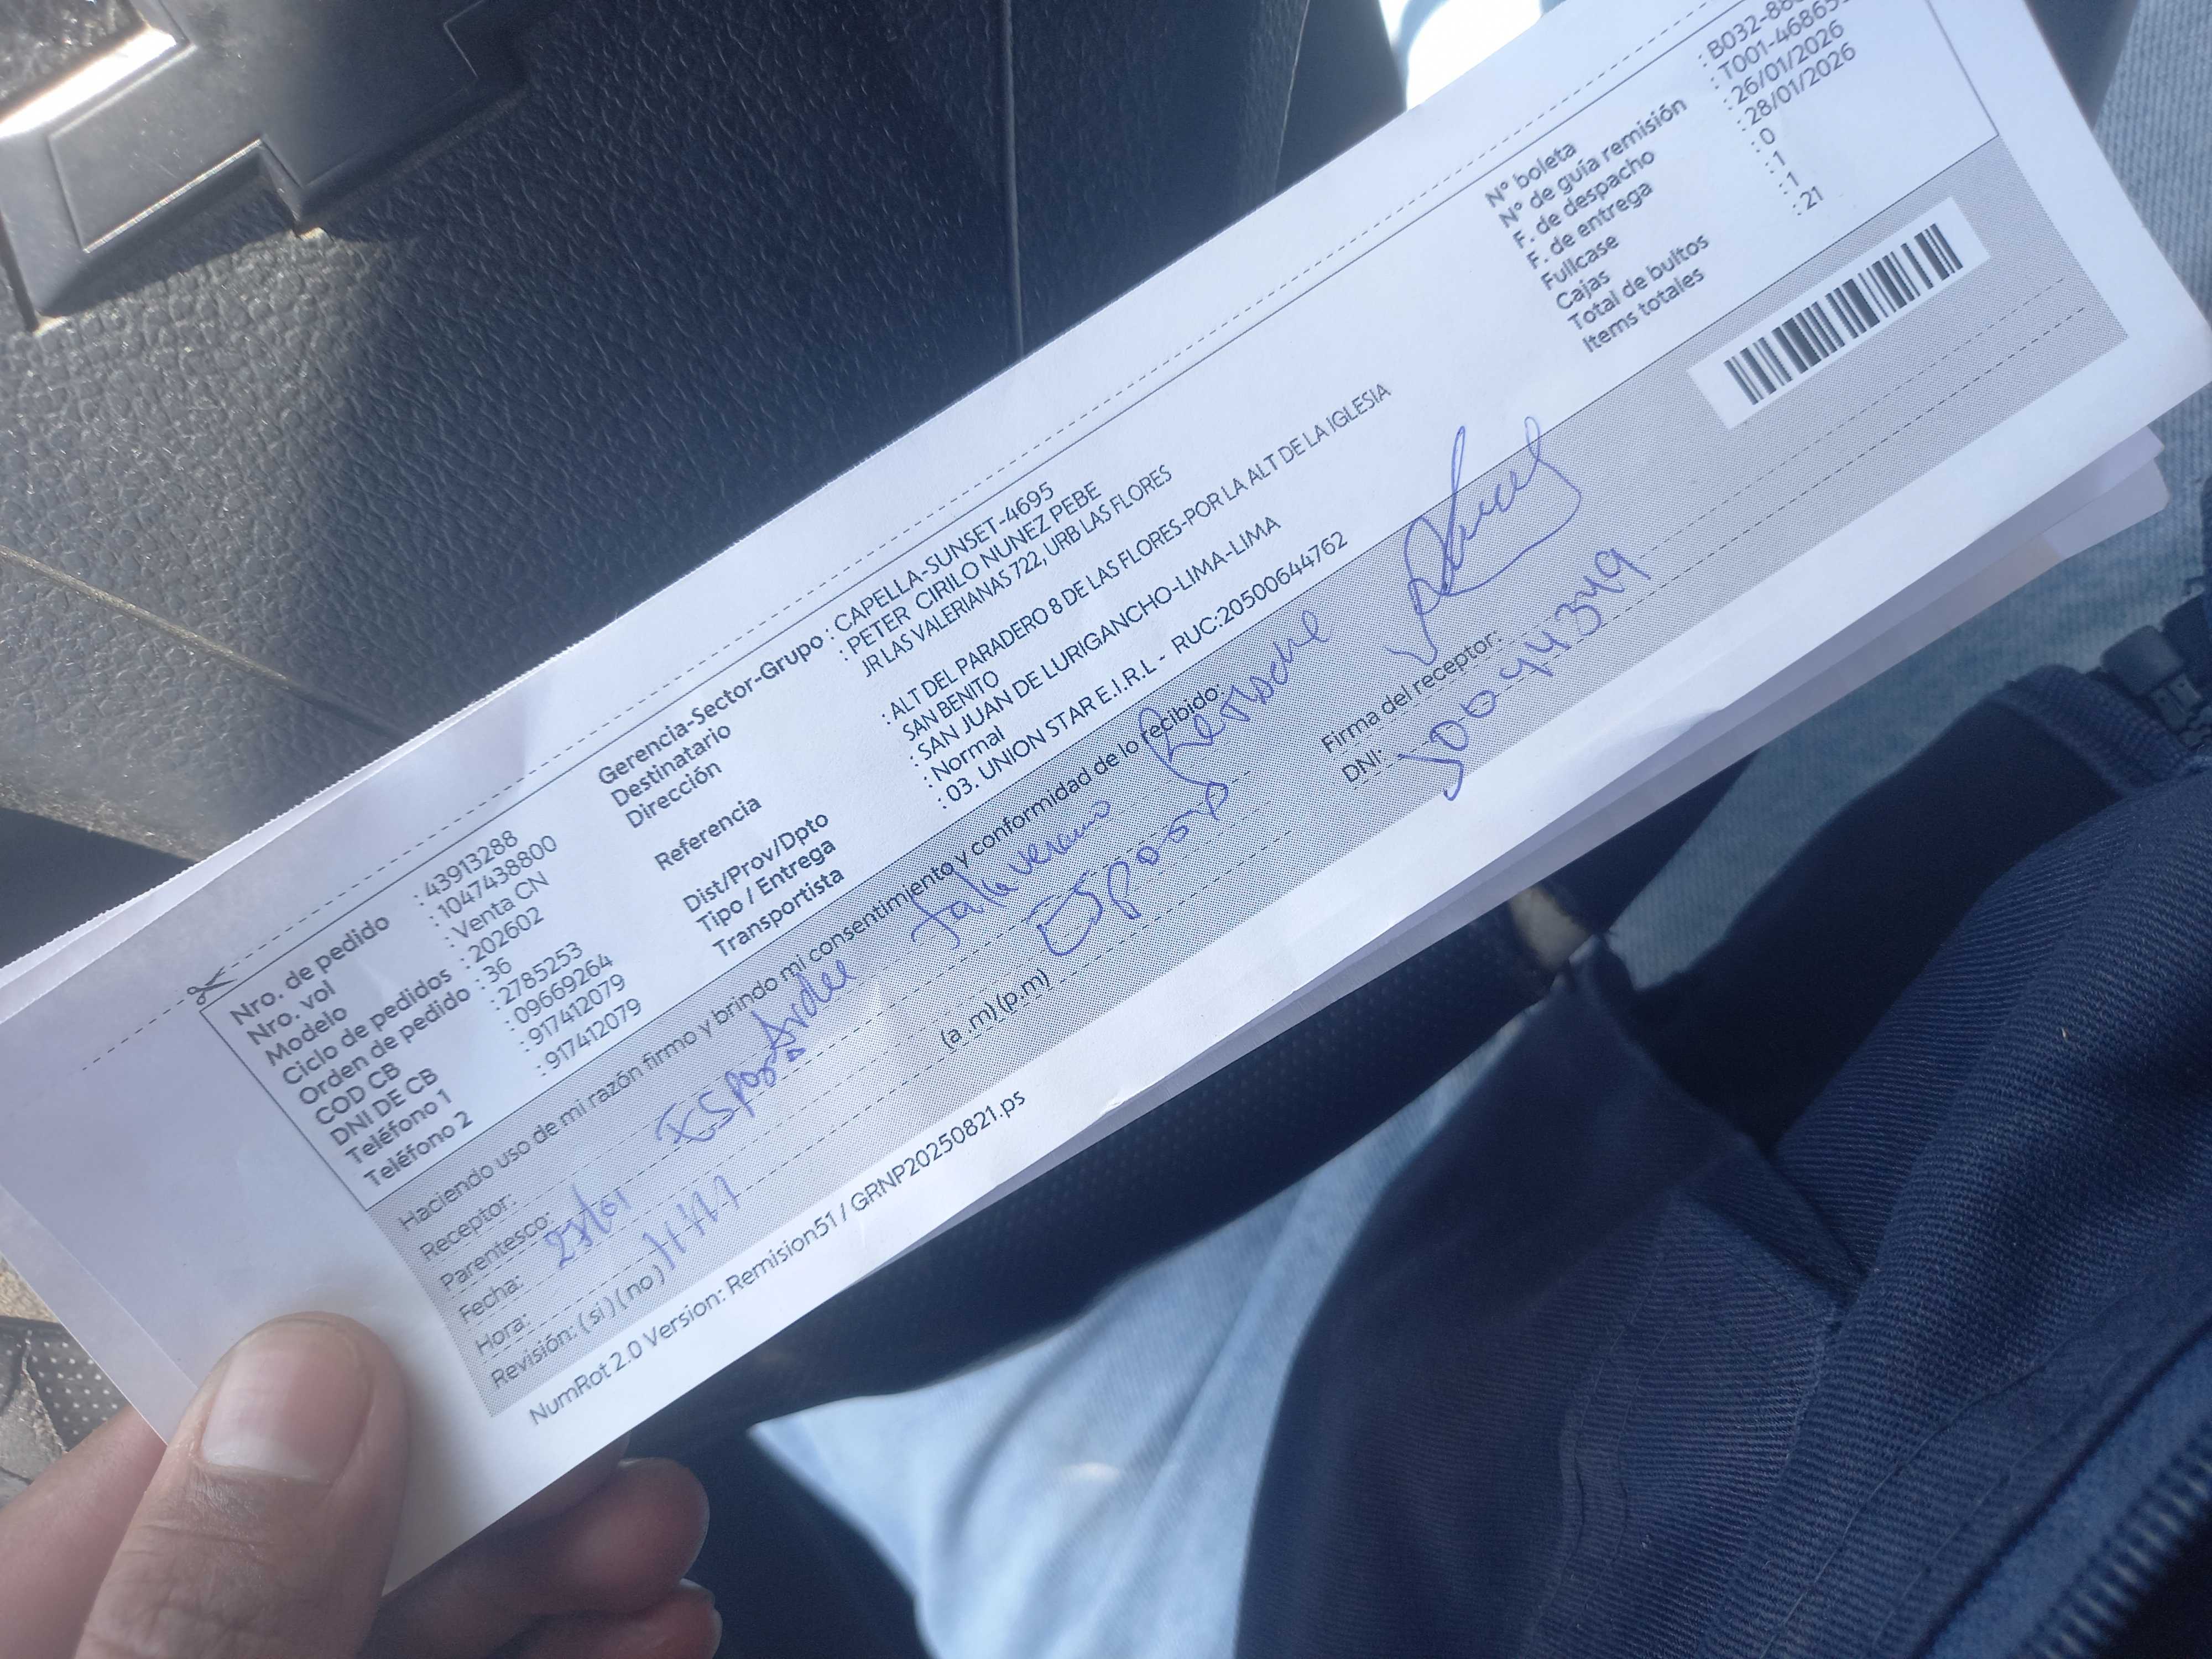 Nro. de pedido : 43913288
Nro. vol : 1047438800
Modelo : Venta CN
Ciclo de pedidos : 202602
Orden de pedido : 36
COD CB : 2785253
DNI DE CB : 09669264
Teléfono 1 : 917412079
Teléfono 2 : 917412079
Gerencia-Sector-Grupo : CAPELLA-SUNSET-4695
Destinatario : PETER CIRILO NUNEZ PEBE
Dirección JR LAS VALERIANAS 722, URB LAS FLORES
Referencia : ALT DEL PARADERO 8 DE LAS FLORES-POR LA ALT DE LA IGLESIA
SAN BENITO
Dist/Prov/Dpto : SAN JUAN DE LURIGANCHO-LIMA-LIMA
Tipo / Entrega : Normal
Transportista : 03. UNION STAR E.I.R.L - RUC:20500644762
N° boleta : B032-88
N° de guía remisión : T001-46865
F. de despacho : 26/01/2026
F. de entrega : 28/01/2026
Fullcase : 0
Cajas : 1
Total de bultos : 1
Items totales : 21
Haciendo uso de mi razón firmo y brindo mi consentimiento y conformidad de lo recibido:
Receptor:
Parentesco:
Fecha:
Hora: (a .m) (p.m)
Revisión: ( si ) ( no )
Firma del receptor:
DNI:
NumRot 2.0 Version: Remision51 / GRNP20250821.ps